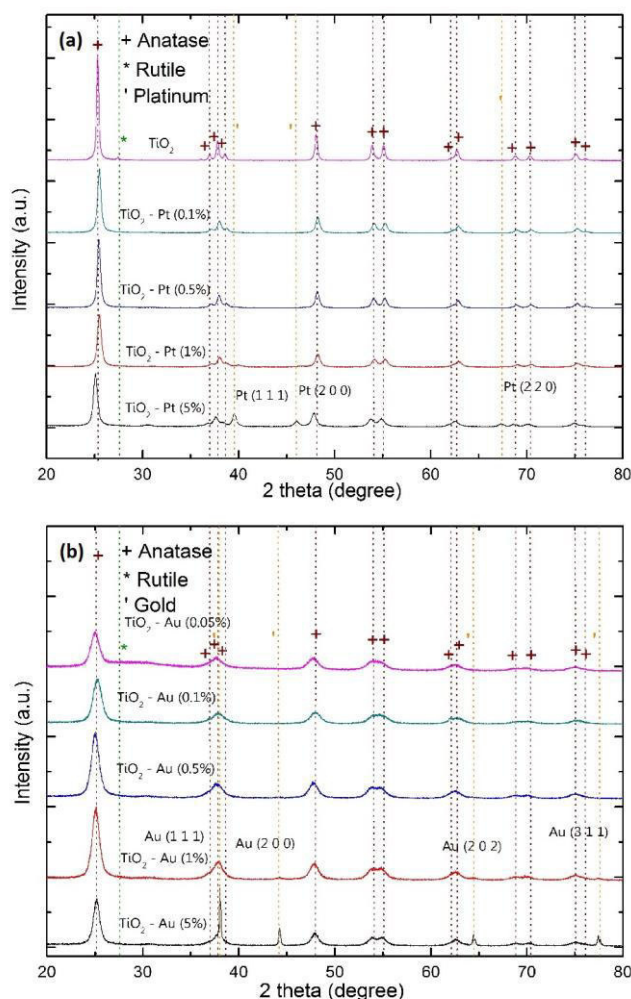 (a)
+ Anatase
* Rutile
' Platinum
TiO2
TiO2 - Pt (0.1%)
TiO2 - Pt (0.5%)
TiO2 - Pt (1%)
Pt (1 1 1)
Pt (2 0 0)
Pt (2 2 0)
TiO2 - Pt (5%)
Intensity (a.u.)
20 30 40 50 60 70 80
2 theta (degree)
(b)
+ Anatase
* Rutile
' Gold
TiO2 - Au (0.05%)
TiO2 - Au (0.1%)
TiO2 - Au (0.5%)
Au (1 1 1)
Au (2 0 0)
Au (2 0 2)
Au (3 1 1)
TiO2 - Au (1%)
TiO2 - Au (5%)
Intensity (a.u.)
20 30 40 50 60 70 80
2 theta (degree)